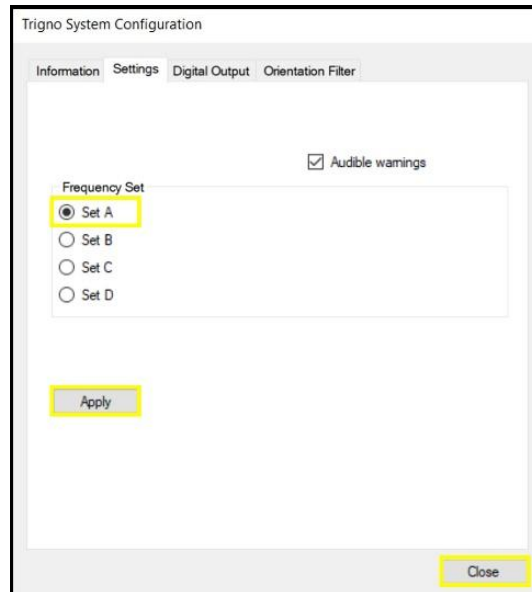 Trigno System Configuration
Information Settings Digital Output Orientation Filter
Audible warnings
Frequency Set
Set A
Set B
Set C
Set D
Apply
Close